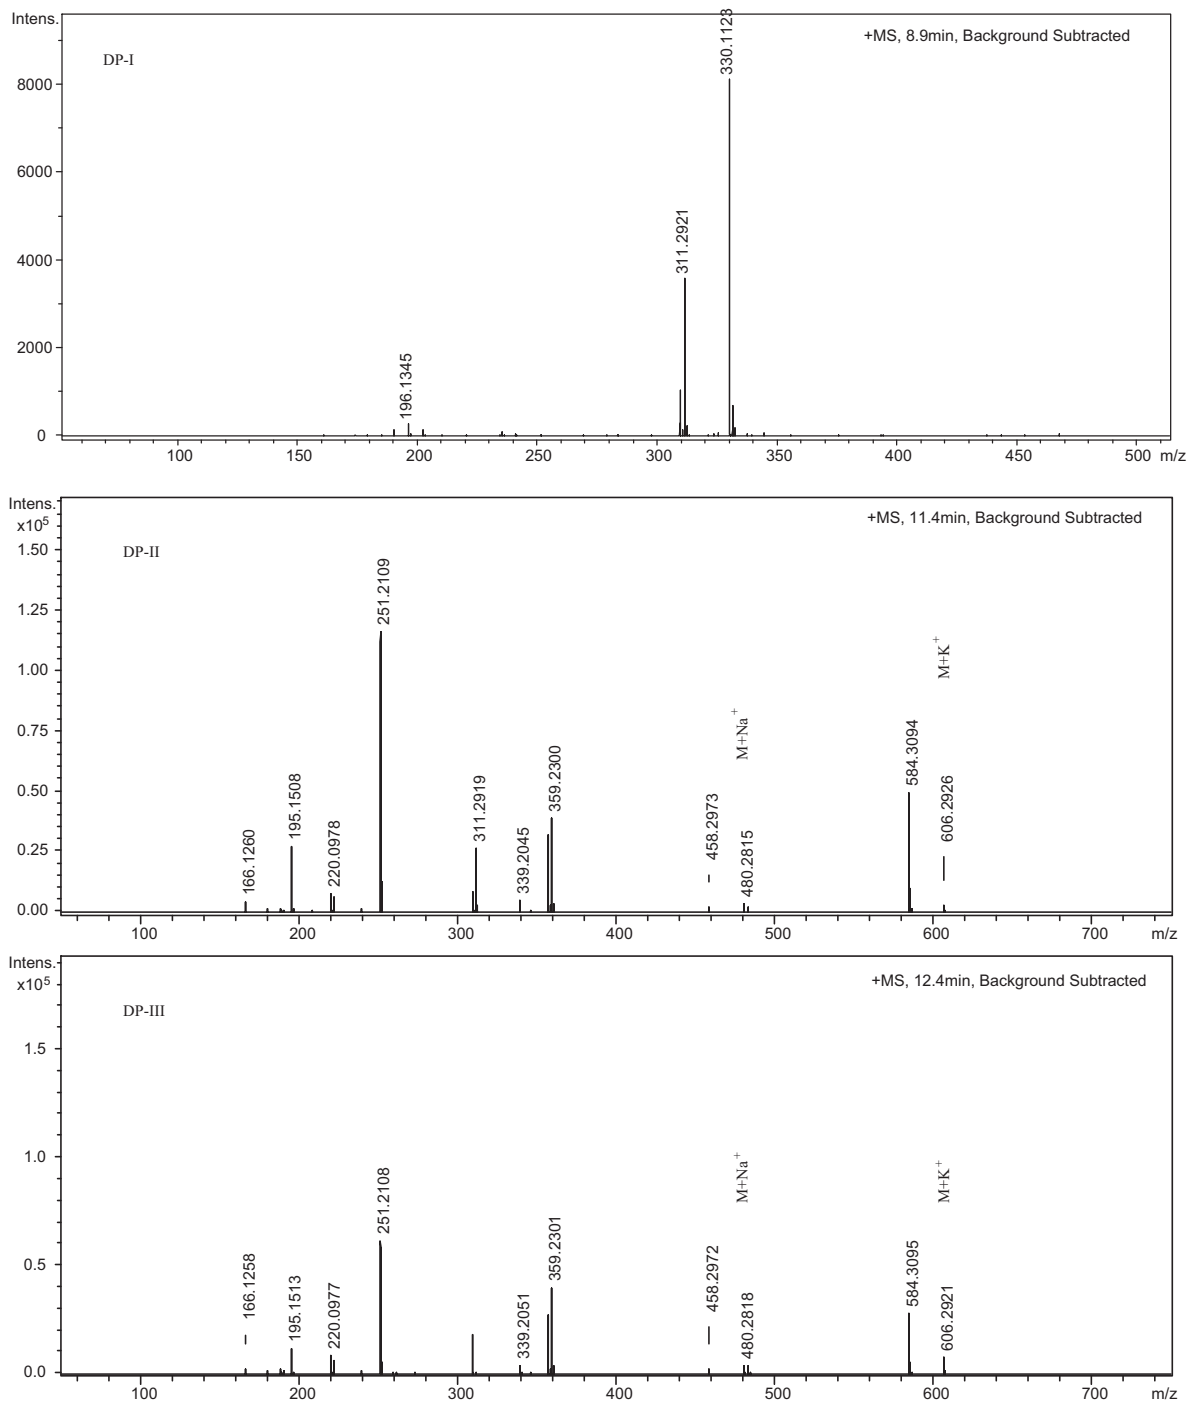 Intens.
+MS, 8.9min, Background Subtracted
DP-I
330.1123
8000
6000
311.2921
4000
196.1345
2000
0
100 150 200 250 300 350 400 450 500 m/z
Intens.
x10⁵
+MS, 11.4min, Background Subtracted
DP-II
1.50
251.2109
1.25
M+K⁺
1.00
M+Na⁺
0.75
584.3094
359.2300
195.1508
0.50
311.2919
606.2926
458.2973
166.1260
220.0978
339.2045
480.2815
0.25
0.00
100 200 300 400 500 600 700 m/z
Intens.
x10⁵
+MS, 12.4min, Background Subtracted
DP-III
1.5
1.0
M+Na⁺
M+K⁺
251.2108
359.2301
584.3095
458.2972
166.1258
0.5
195.1513
220.0977
339.2051
480.2818
606.2921
0.0
100 200 300 400 500 600 700 m/z